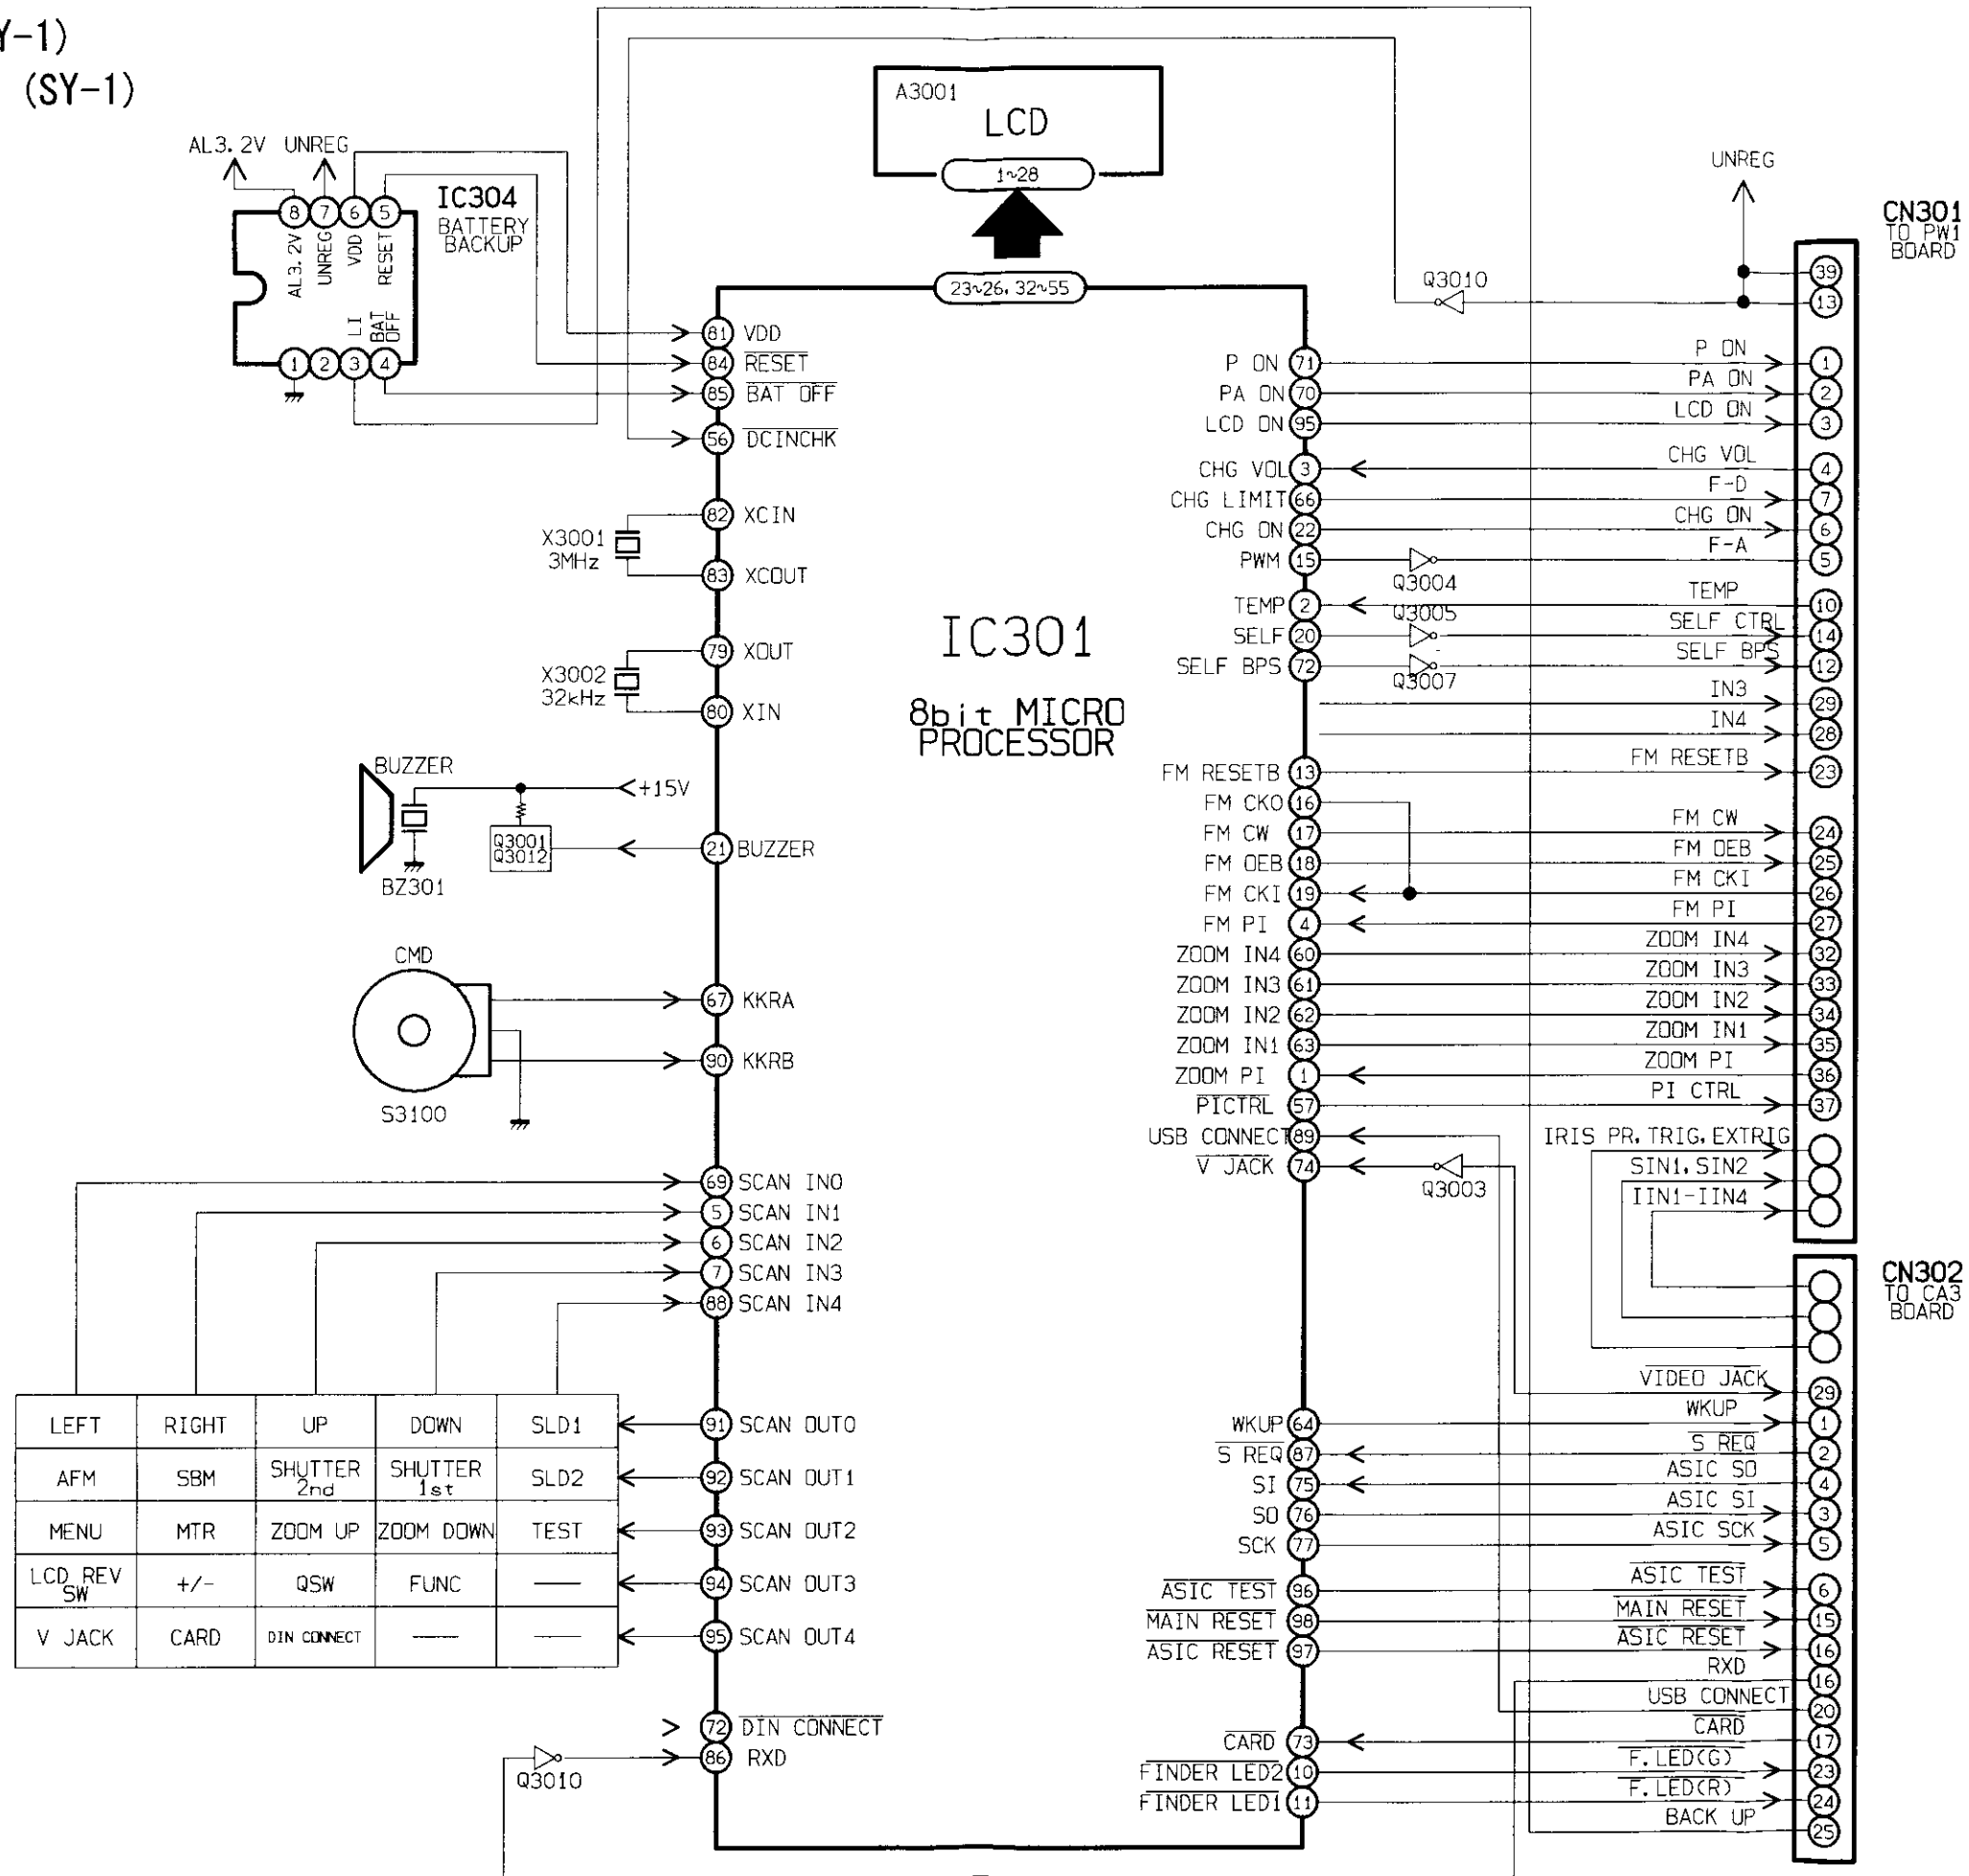 Y-1)
(SY-1)
AL3.2V UNREG
8 7 6 5
AL3.2V
UNREG
VDD
RESET
LI
BAT
OFF
1 2 3 4
IC304
BATTERY
BACKUP
A3001
LCD
1~28
23~26, 32~55
UNREG
Q3010
CN301
TO PW1
BOARD
39
13
81 VDD
84 RESET
85 BAT OFF
56 DCINCHK
82 XCIN
83 XCOUT
X3001
3MHz
79 XOUT
80 XIN
X3002
32kHz
BUZZER
+15V
Q3001
Q3012
BZ301
21 BUZZER
CMD
S3100
67 KKRA
90 KKRB
69 SCAN IN0
5 SCAN IN1
6 SCAN IN2
7 SCAN IN3
88 SCAN IN4
LEFT RIGHT UP DOWN SLD1
91 SCAN OUT0
AFM SBM SHUTTER 2nd SHUTTER 1st SLD2
92 SCAN OUT1
MENU MTR ZOOM UP ZOOM DOWN TEST
93 SCAN OUT2
LCD REV SW +/- QSW FUNC —
94 SCAN OUT3
V JACK CARD DIN CONNECT — —
95 SCAN OUT4
72 DIN CONNECT
86 RXD
Q3010
IC301
8bit MICRO
PROCESSOR
P ON 71 P ON 1
PA ON 70 PA ON 2
LCD ON 95 LCD ON 3
CHG VOL 3 CHG VOL 4
CHG LIMIT 66 F-D 7
CHG ON 22 CHG ON 6
PWM 15 Q3004 F-A 5
TEMP 2 TEMP 10
SELF 20 Q3005 SELF CTRL 14
SELF BPS 72 Q3007 SELF BPS 12
IN3 29
IN4 28
FM RESETB 13 FM RESETB 23
FM CKO 16
FM CW 17 FM CW 24
FM OEB 18 FM OEB 25
FM CKI 19 FM CKI 26
FM PI 4 FM PI 27
ZOOM IN4 60 ZOOM IN4 32
ZOOM IN3 61 ZOOM IN3 33
ZOOM IN2 62 ZOOM IN2 34
ZOOM IN1 63 ZOOM IN1 35
ZOOM PI 1 ZOOM PI 36
PICTRL 57 PI CTRL 37
USB CONNECT 89
V JACK 74 Q3003
IRIS PR, TRIG, EXTRIG
SIN1, SIN2
IIN1-IIN4
CN302
TO CA3
BOARD
VIDEO JACK 29
WKUP 64 WKUP 1
S REQ 87 S REQ 2
SI 75 ASIC SO 4
SO 76 ASIC SI 3
SCK 77 ASIC SCK 5
ASIC TEST 96 ASIC TEST 6
MAIN RESET 98 MAIN RESET 15
ASIC RESET 97 ASIC RESET 16
RXD 16
USB CONNECT 20
CARD 73 CARD 17
FINDER LED2 10 F.LED(G) 23
FINDER LED1 11 F.LED(R) 24
BACK UP 25